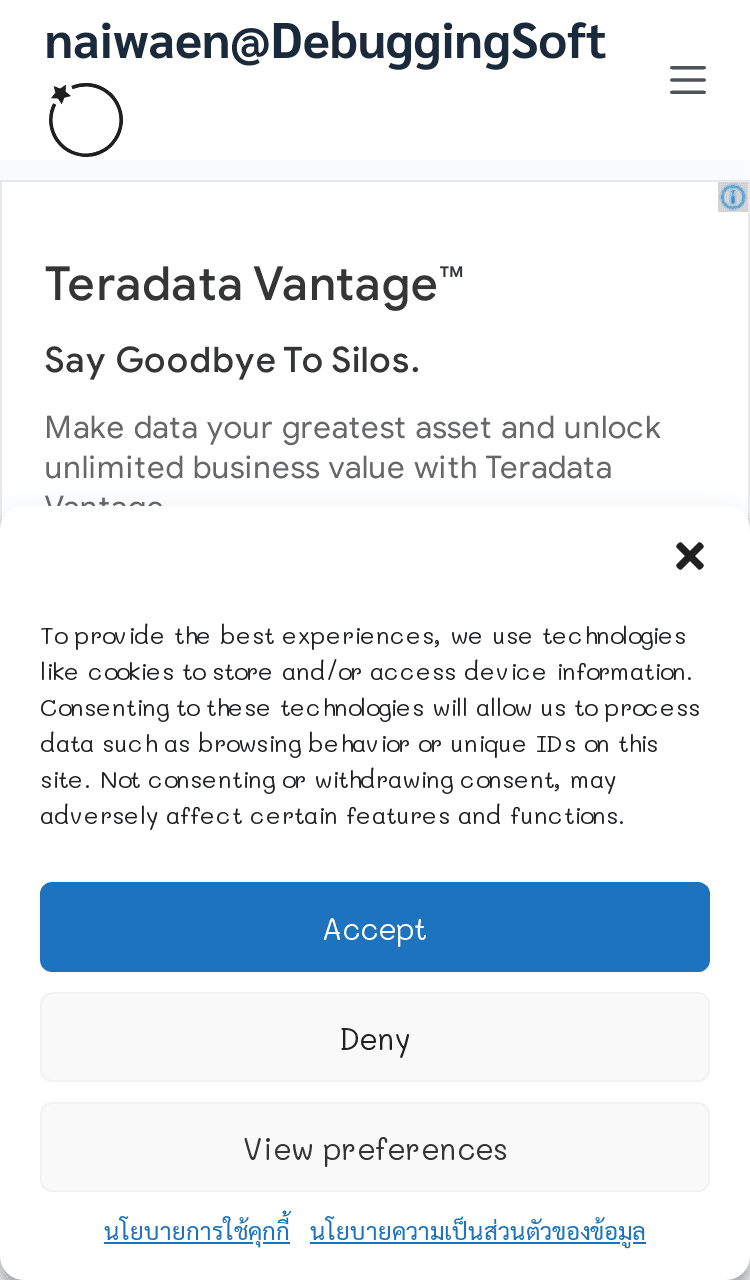 naiwaen@DebuggingSoft
Teradata Vantage™
Say Goodbye To Silos.
Make data your greatest asset and unlock
unlimited business value with Teradata
Vantage
To provide the best experiences, we use technologies
like cookies to store and/or access device information.
Consenting to these technologies will allow us to process
data such as browsing behavior or unique IDs on this
site. Not consenting or withdrawing consent, may
adversely affect certain features and functions.
Accept
Deny
View preferences
นโยบายการใช้คุกกี้ นโยบายความเป็นส่วนตัวของข้อมูล